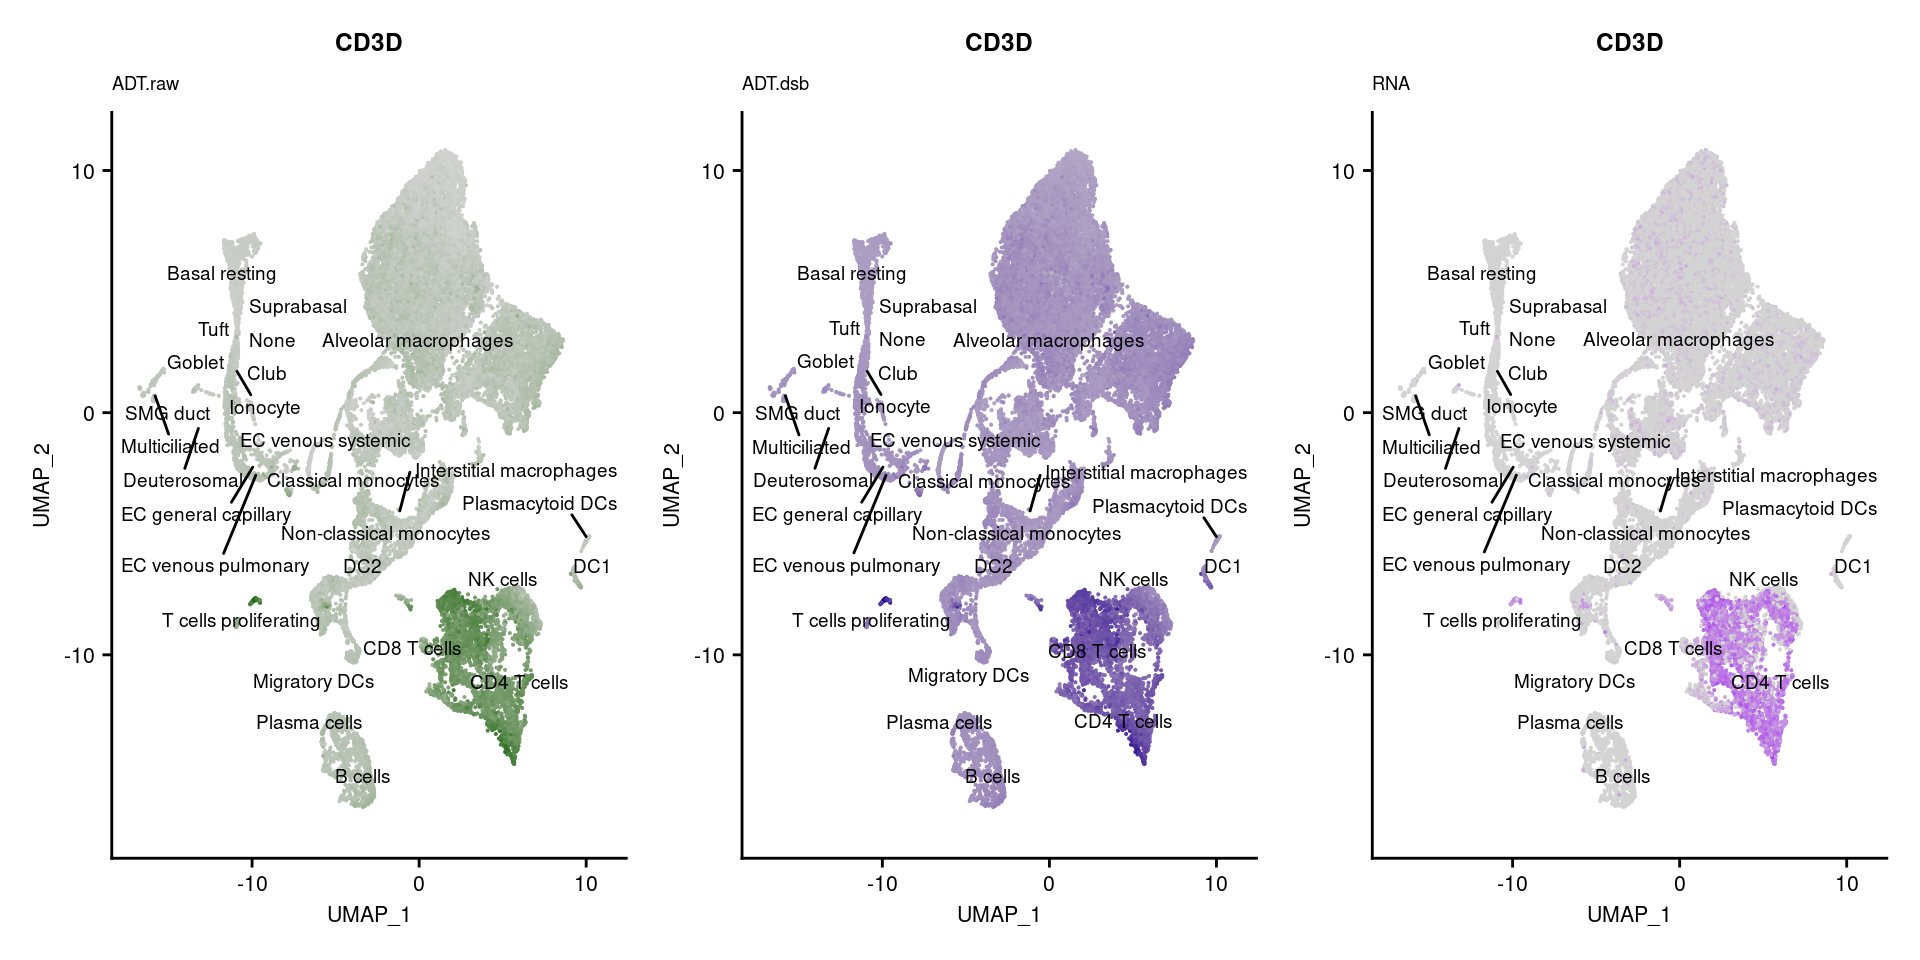 CD3D
ADT.raw
10
0
-10
UMAP_2
Basal resting
Suprabasal
Tuft
None
Alveolar macrophages
Goblet
Club
Ionocyte
SMG duct
EC venous systemic
Multiciliated
Interstitial macrophages
Deuterosomal
Classical monocytes
Plasmacytoid DCs
EC general capillary
Non-classical monocytes
EC venous pulmonary
DC2
DC1
NK cells
T cells proliferating
CD8 T cells
Migratory DCs
CD4 T cells
Plasma cells
B cells
-10
0
10
UMAP_1
CD3D
ADT.dsb
10
0
-10
UMAP_2
Basal resting
Suprabasal
Tuft
None
Alveolar macrophages
Goblet
Club
Ionocyte
SMG duct
EC venous systemic
Multiciliated
Interstitial macrophages
Deuterosomal
Classical monocytes
Plasmacytoid DCs
EC general capillary
Non-classical monocytes
EC venous pulmonary
DC2
DC1
NK cells
T cells proliferating
CD8 T cells
Migratory DCs
CD4 T cells
Plasma cells
B cells
-10
0
10
UMAP_1
CD3D
RNA
10
0
-10
UMAP_2
Basal resting
Suprabasal
Tuft
None
Alveolar macrophages
Goblet
Club
Ionocyte
SMG duct
EC venous systemic
Multiciliated
Interstitial macrophages
Deuterosomal
Classical monocytes
Plasmacytoid DCs
EC general capillary
Non-classical monocytes
EC venous pulmonary
DC2
DC1
NK cells
T cells proliferating
CD8 T cells
Migratory DCs
CD4 T cells
Plasma cells
B cells
-10
0
10
UMAP_1